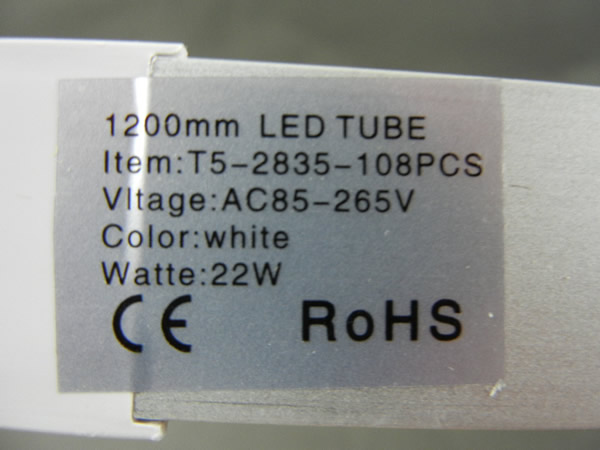 1200mm LED TUBE
Item:T5-2835-108PCS
Vltage:AC85-265V
Color:white
Watte:22W
CE RoHS